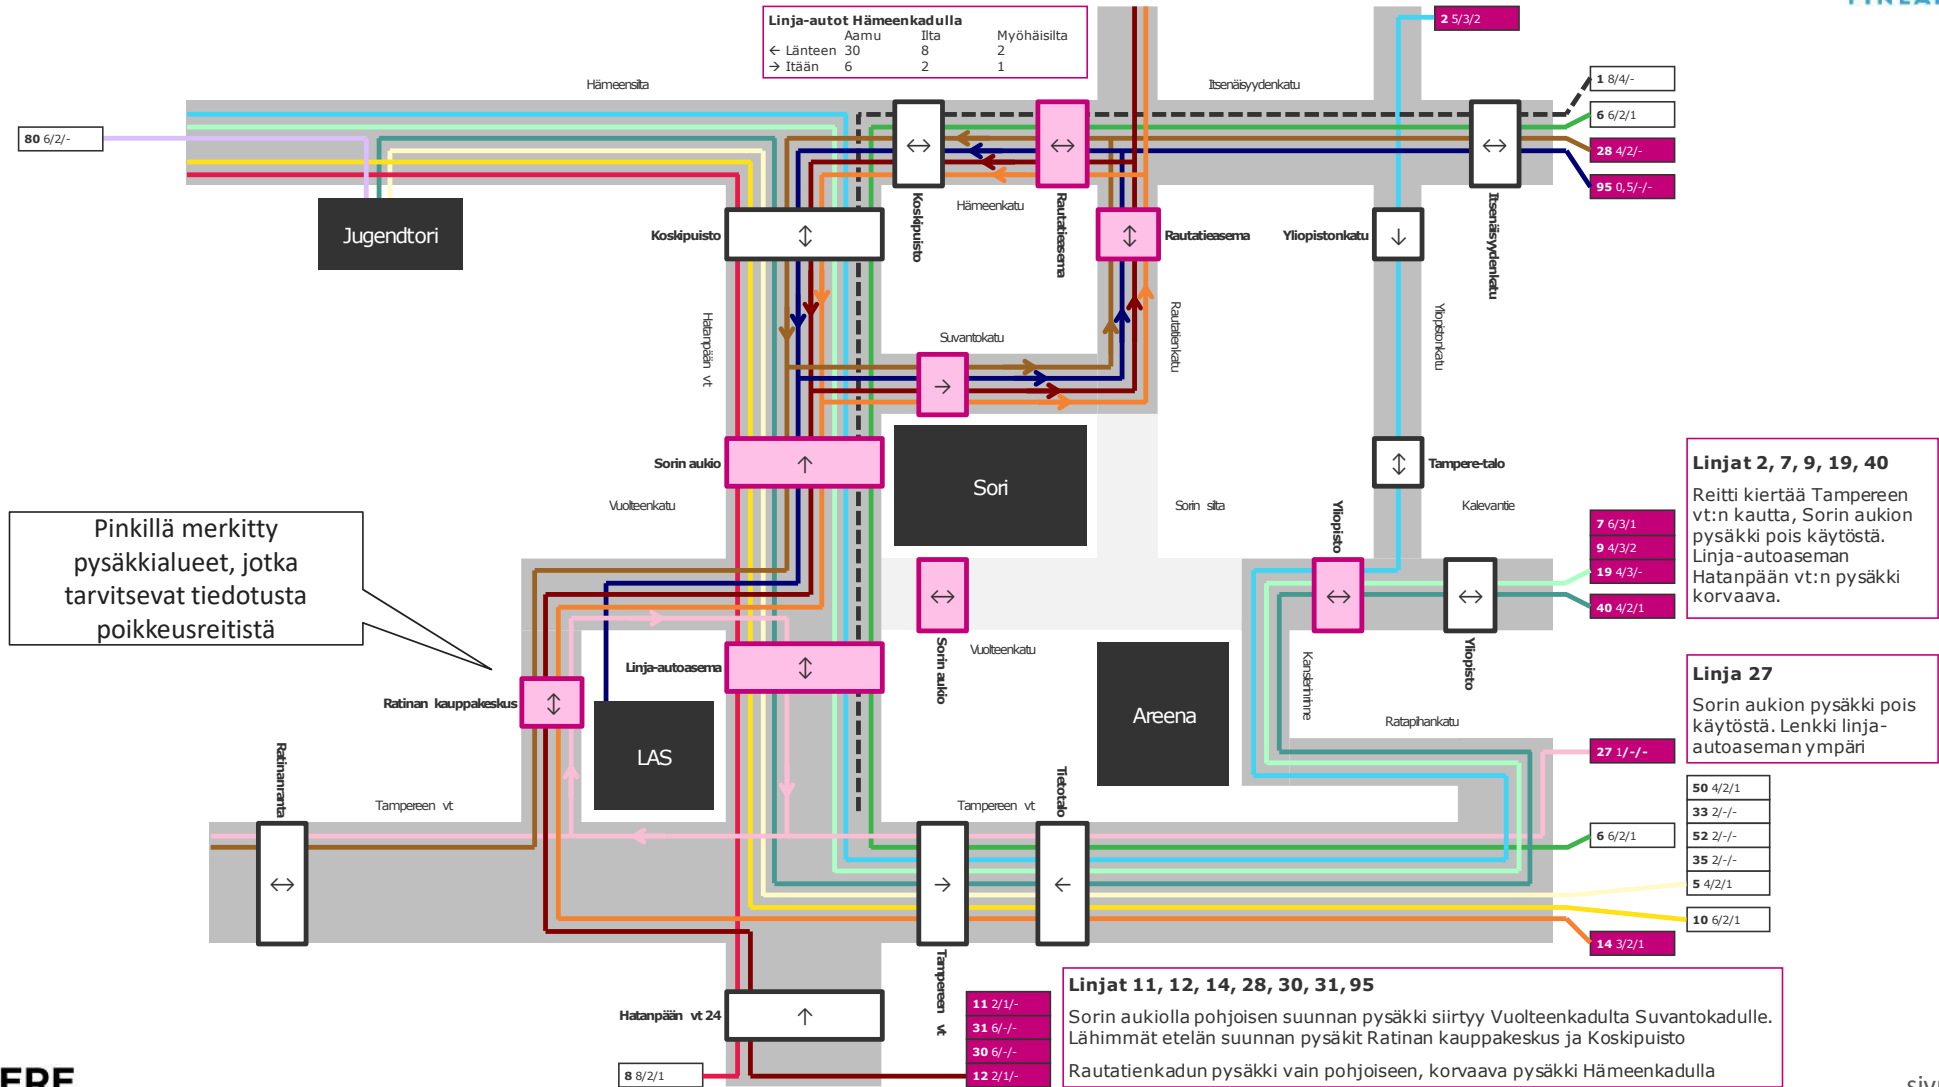 Linja-autot Hämeenkadulla
Aamu Ilta Myöhäisilta
← Länteen 30 8 2
→ Itään 6 2 1
2 5/3/2
Hämeensilta
Itsenäisyydenkatu
1 8/4/-
6 6/2/1
28 4/2/-
95 0,5/-/-
80 6/2/-
Jugendtori
Koskipuisto
Koskipuisto
Hämeenkatu
Rautatieasema
Rautatieasema
Yliopistonkatu
Itsenäisyydenkatu
Hatanpään vt
Suvantokatu
Rautatienkatu
Yliopistonkatu
Sorin aukio
Sori
Tampere-talo
Vuolteenkatu
Sorin silta
Kalevantie
Yliopisto
Linjat 2, 7, 9, 19, 40
Reitti kiertää Tampereen
vt:n kautta, Sorin aukion
pysäkki pois käytöstä.
Linja-autoaseman
Hatanpään vt:n pysäkki
korvaava.
7 6/3/1
9 4/3/2
19 4/3/-
40 4/2/1
Pinkillä merkitty
pysäkkialueet, jotka
tarvitsevat tiedotusta
poikkeusreitistä
Linja-autoasema
Sorin aukio
Vuolteenkatu
Kanslerinrinne
Yliopisto
Ratinan kauppakeskus
LAS
Areena
Ratapihankatu
Linja 27
Sorin aukion pysäkki pois
käytöstä. Lenkki linja-
autoaseman ympäri
27 1/-/-
Ratinanranta
Tampereen vt
Tampereen vt
Tietotalo
50 4/2/1
33 2/-/-
52 2/-/-
35 2/-/-
5 4/2/1
6 6/2/1
10 6/2/1
14 3/2/1
Tampereen vt
Hatanpään vt 24
11 2/1/-
31 6/-/-
30 6/-/-
12 2/1/-
8 8/2/1
Linjat 11, 12, 14, 28, 30, 31, 95
Sorin aukiolla pohjoisen suunnan pysäkki siirtyy Vuolteenkadulta Suvantokadulle.
Lähimmät etelän suunnan pysäkit Ratinan kauppakeskus ja Koskipuisto
Rautatienkadun pysäkki vain pohjoiseen, korvaava pysäkki Hämeenkadulla